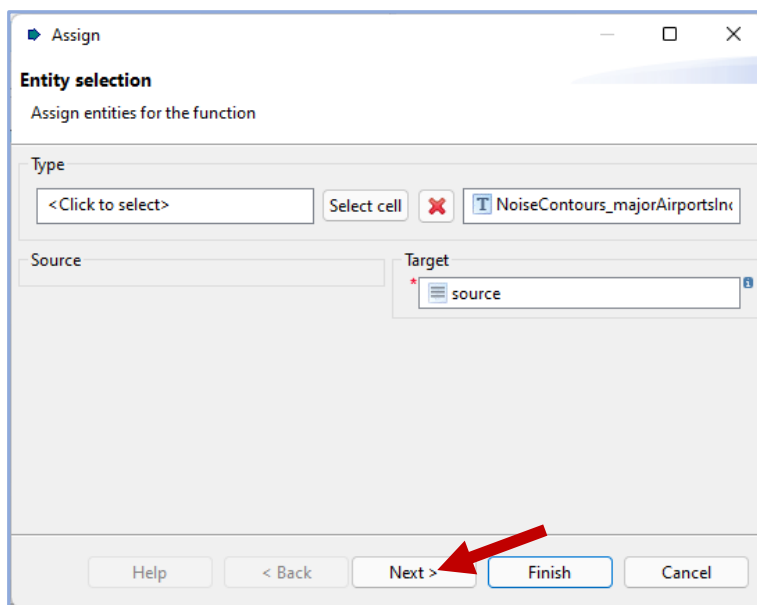 Assign
Entity selection
Assign entities for the function
Type
<Click to select>
Select cell
NoiseContours_majorAirportsIn
Source
Target
* source
Help
< Back
Next >
Finish
Cancel